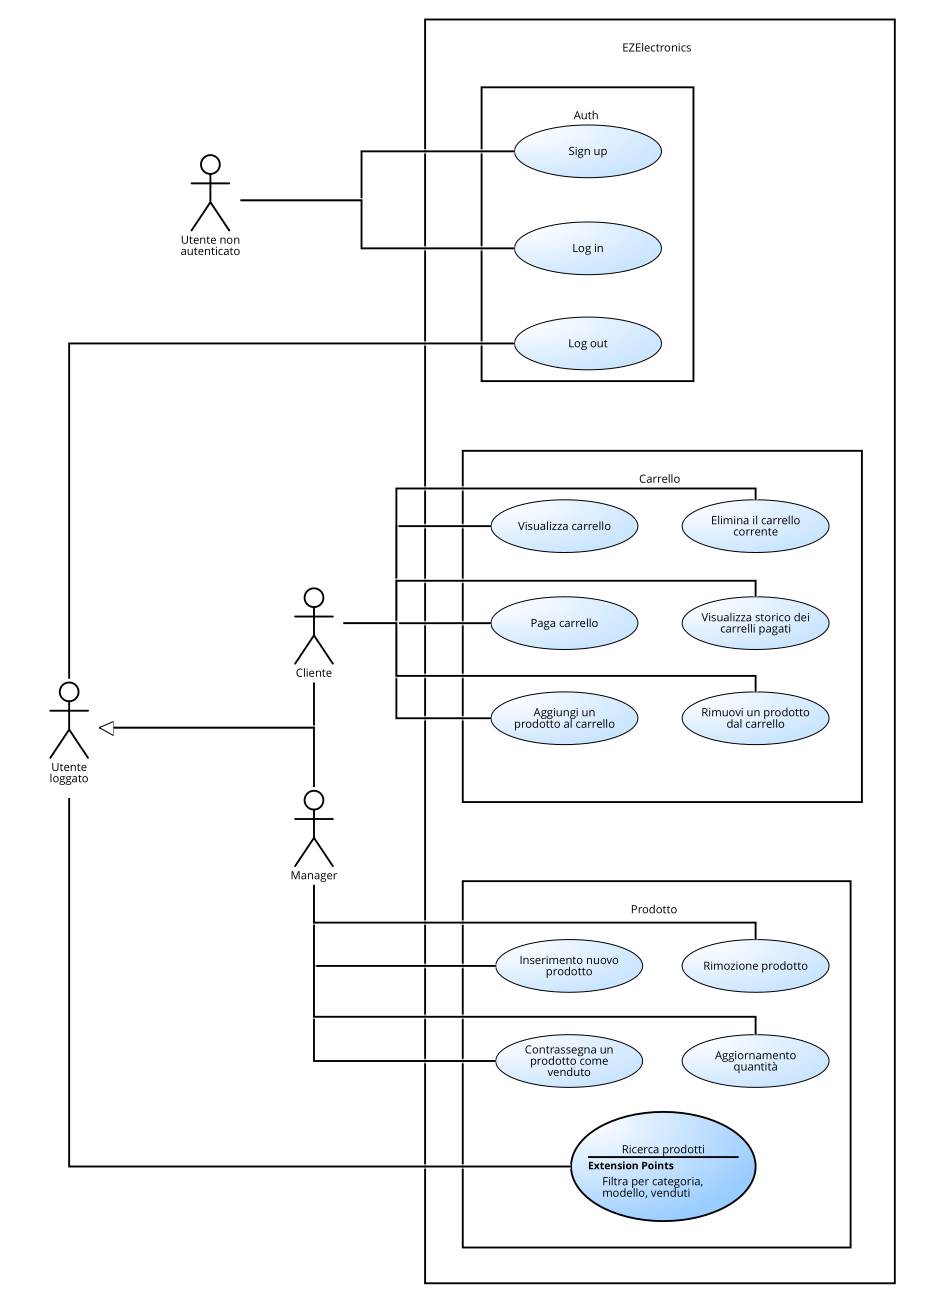 EZElectronics
Auth
Sign up
Utente non
autenticato
Log in
Log out
Carrello
Visualizza carrello
Elimina il carrello
corrente
Paga carrello
Visualizza storico dei
carrelli pagati
Cliente
Aggiungi un
prodotto al carrello
Rimuovi un prodotto
dal carrello
Utente
loggato
Manager
Prodotto
Inserimento nuovo
prodotto
Rimozione prodotto
Contrassegna un
prodotto come
venduto
Aggiornamento
quantità
Ricerca prodotti
Extension Points
Filtra per categoria,
modello, venduti